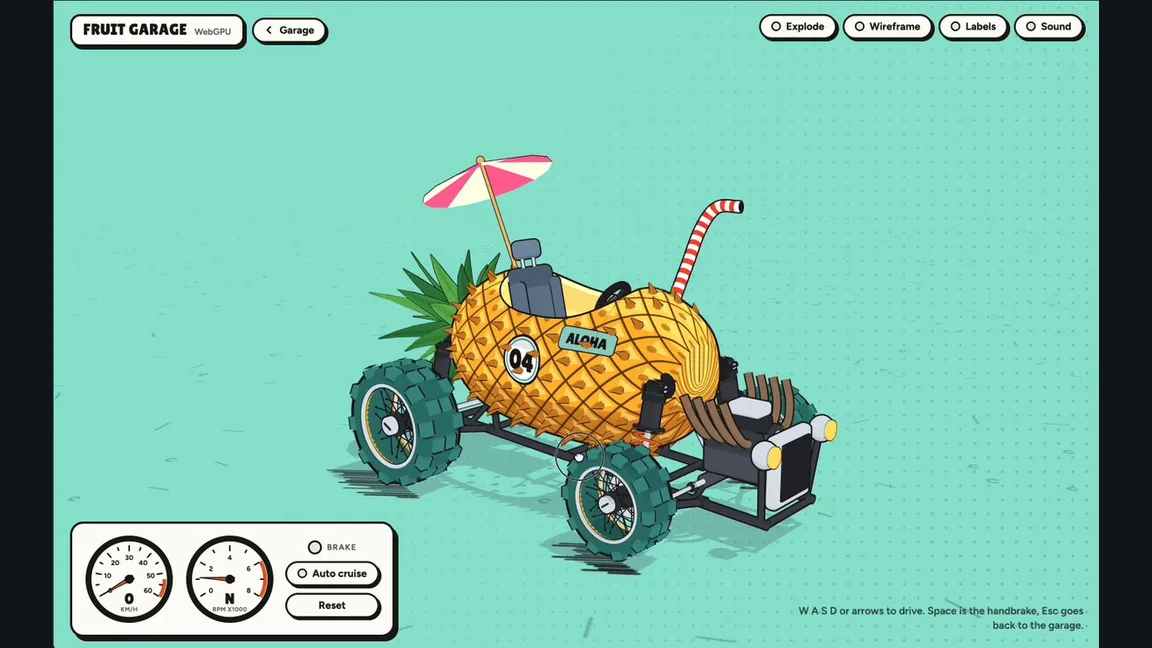 FRUIT GARAGE WebGPU
Garage
Explode
Wireframe
Labels
Sound
ALOHA
04
10 20 30 40 50 60
0
KM/H
0 2 4 6 8
N
RPM X1000
BRAKE
Auto cruise
Reset
W A S D or arrows to drive. Space is the handbrake, Esc goes
back to the garage.